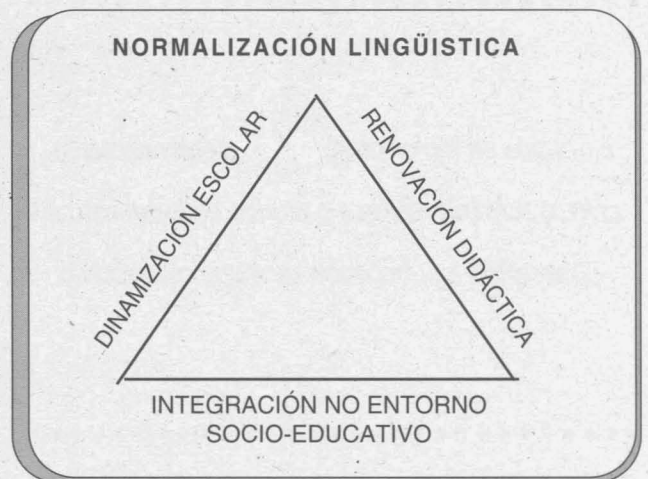 NORMALIZACIÓN LINGÜISTICA
DINAMIZACIÓN ESCOLAR
RENOVACIÓN DIDÁCTICA
INTEGRACIÓN NO ENTORNO
SOCIO-EDUCATIVO